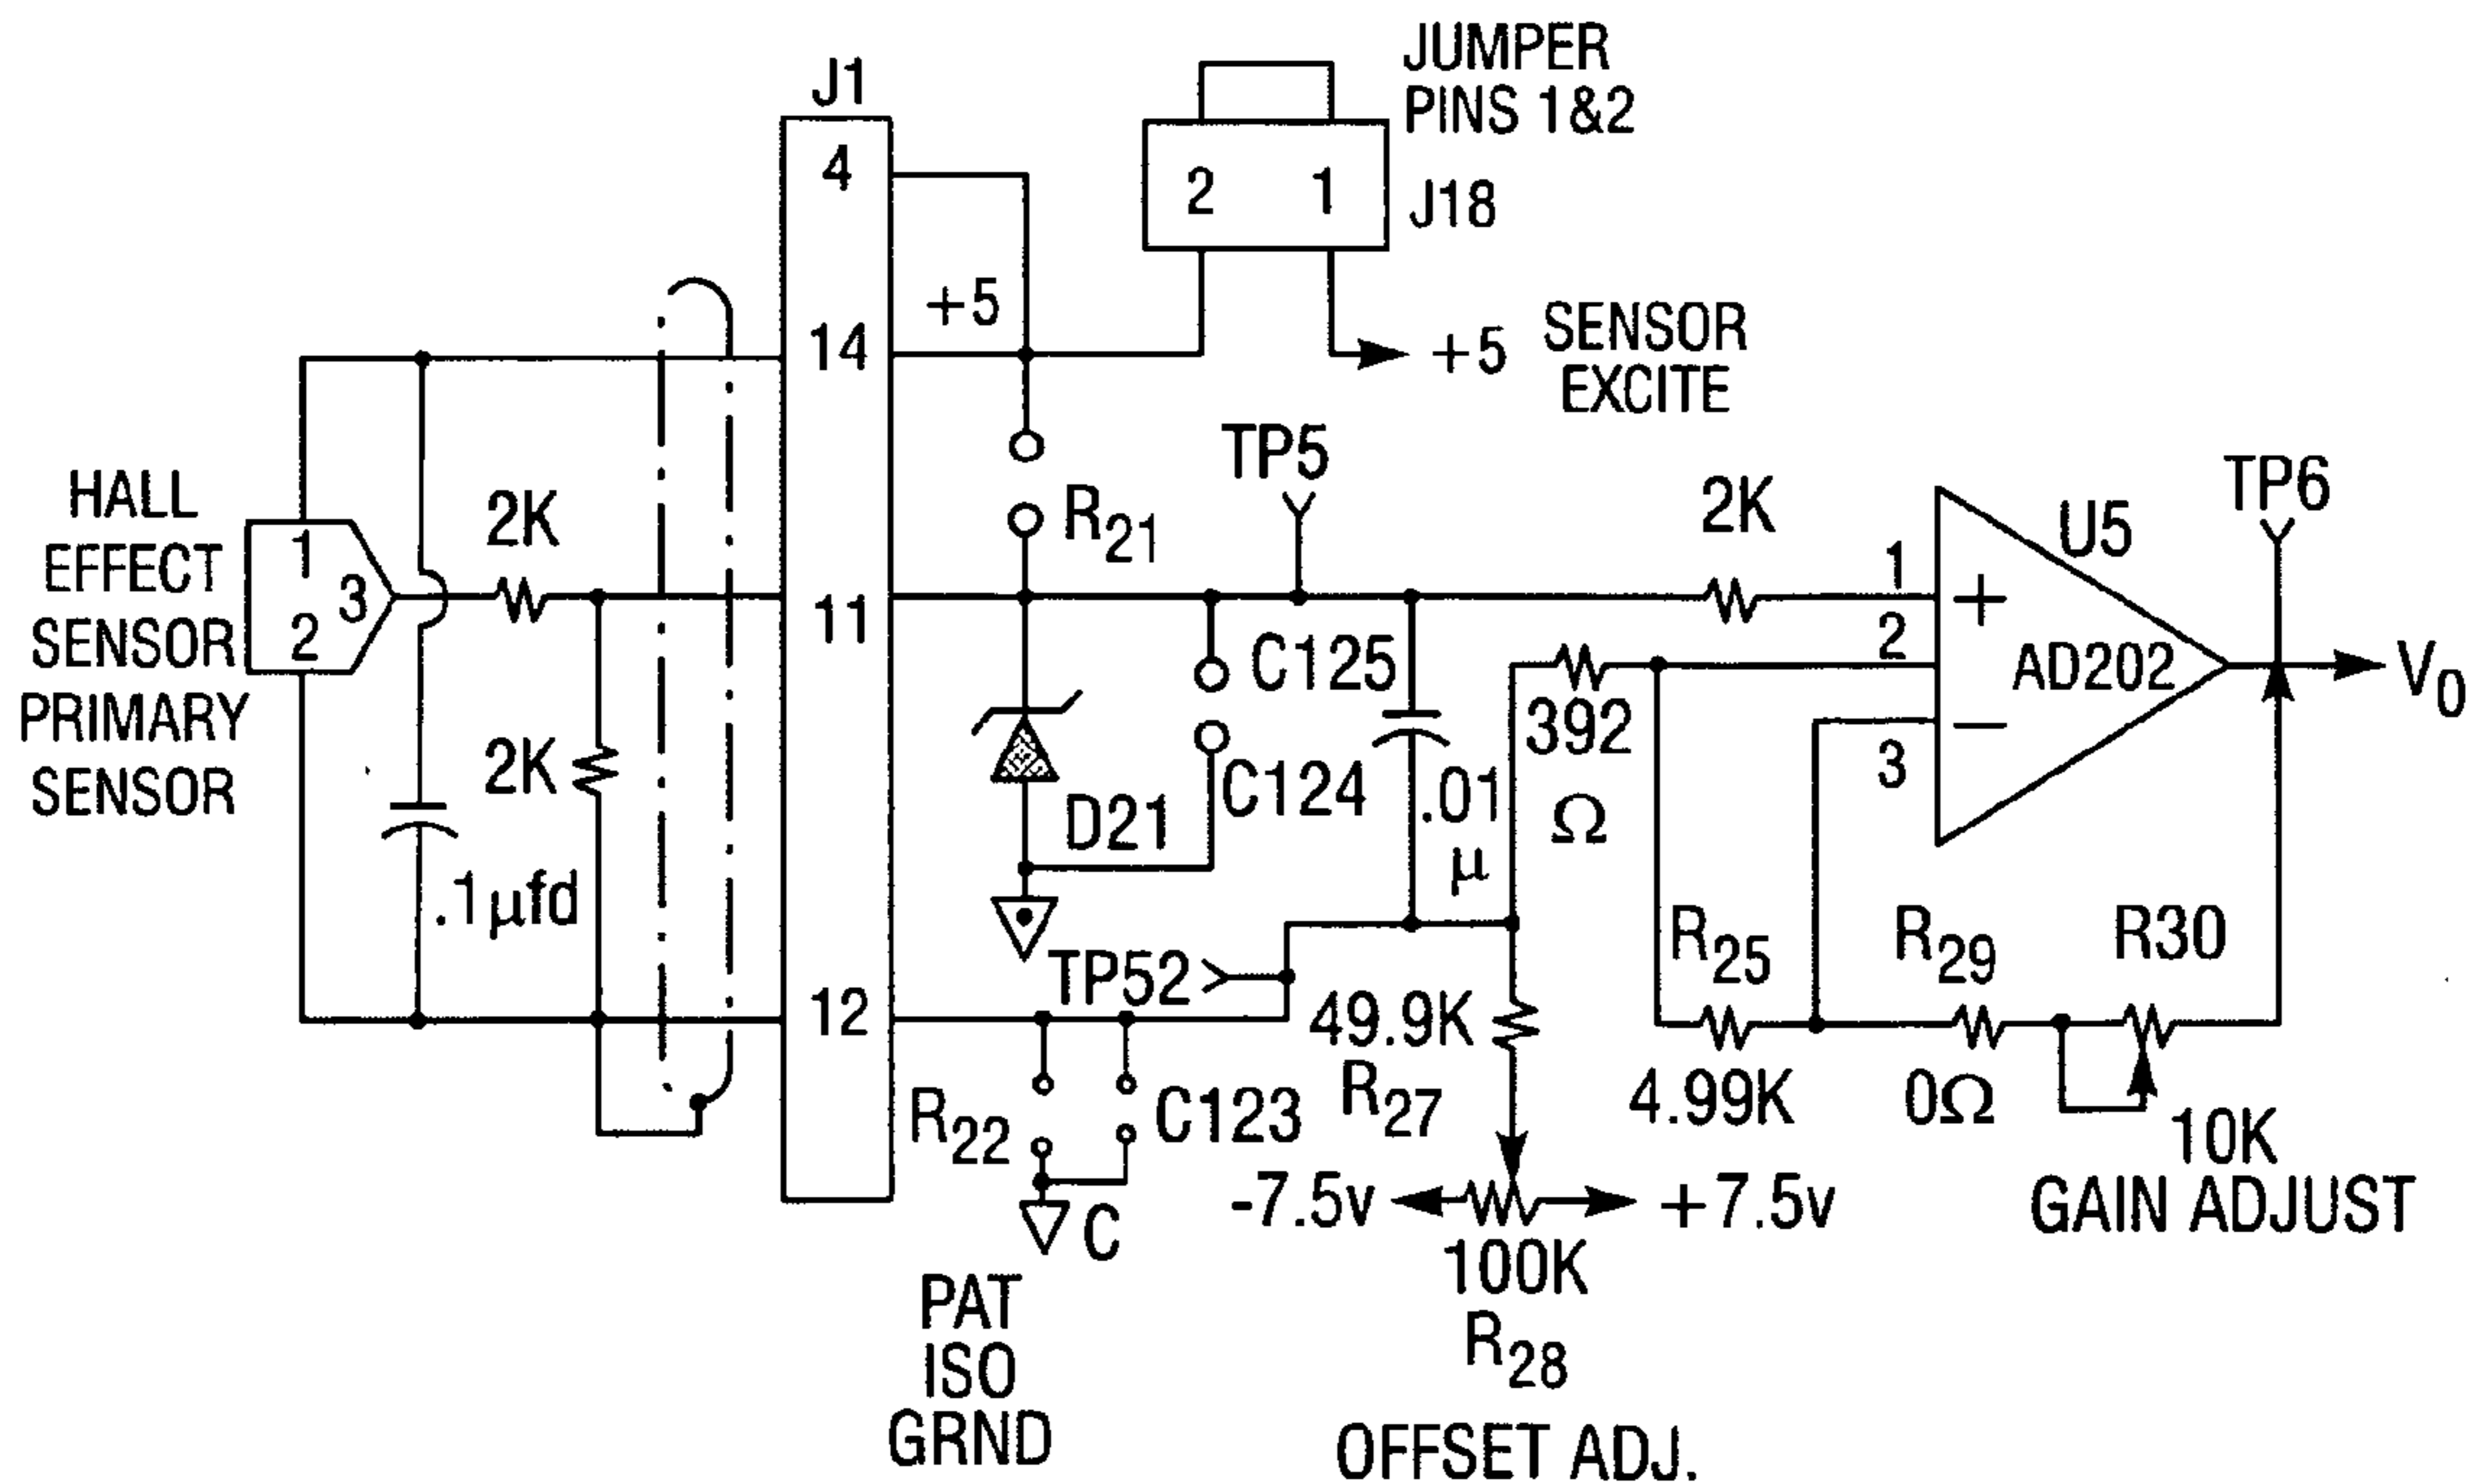 J1
JUMPER
PINS 1&2
4
2 1
J18
+5
14
+5
SENSOR
EXCITE
HALL
EFFECT
SENSOR
PRIMARY
SENSOR
1
2
3
2K
2K
.1μfd
11
12
R21
TP5
C125
C124
D21
.01
μ
392
Ω
2K
1
2
3
+
−
U5
AD202
TP6
V0
TP52
R22
C123
C
PAT
ISO
GRND
49.9K
R27
-7.5v
+7.5v
100K
R28
OFFSET ADJ.
R25
4.99K
R29
0Ω
R30
10K
GAIN ADJUST